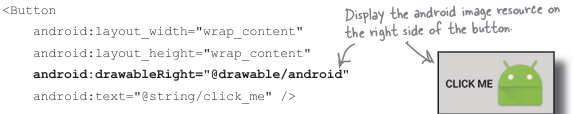 <Button
android:layout_width="wrap_content"
android:layout_height="wrap_content"
android:drawableRight="@drawable/android"
android:text="@string/click_me" />
Display the android image resource on
the right side of the button.
CLICK ME